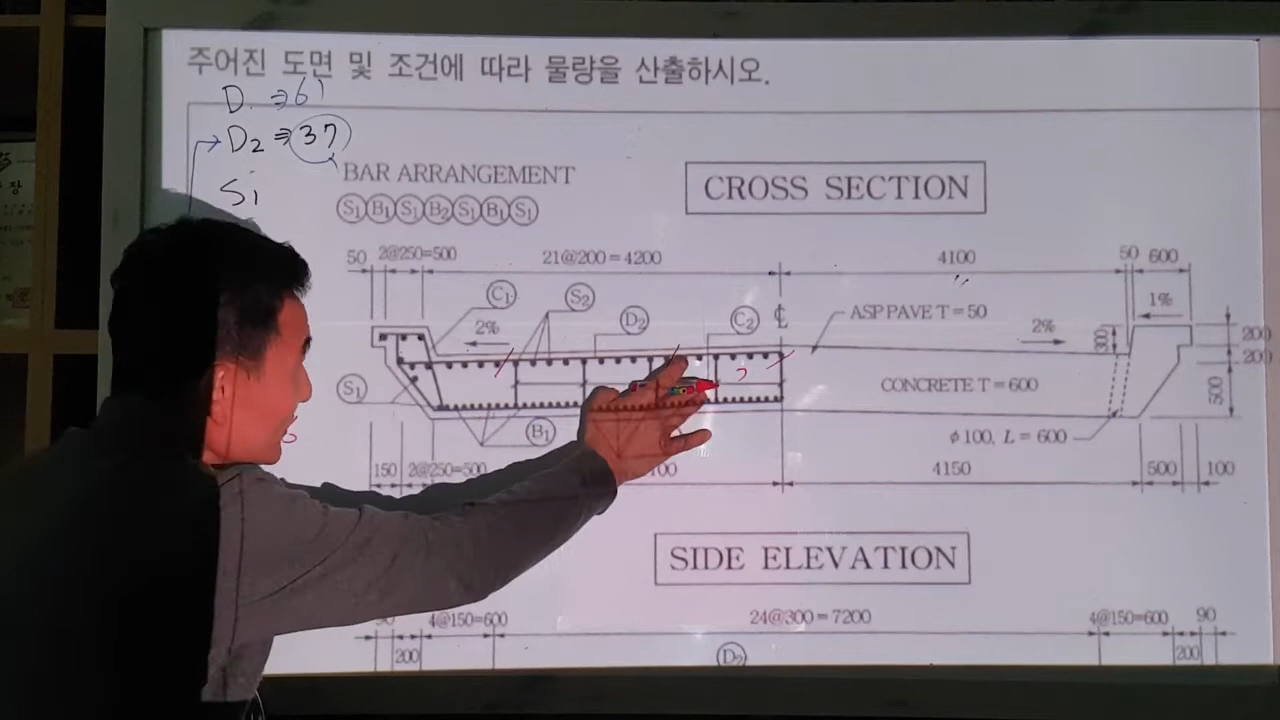 주어진 도면 및 조건에 따라 물량을 산출하시오.
D. ⇒61
D2 ⇒ 37
Si
BAR ARRANGEMENT
S1 B1 S1 B2 S1 B1 S1
CROSS SECTION
50 2@250=500 21@200=4200 4100 50 600
C1 S2 D2 C2 ASP PAVE T=50 1%
2% 2% 300 200
200
S1 CONCRETE T=600 500
B1 ϕ100, L=600
150 2@250=500 4150 500 100
SIDE ELEVATION
4@150=600 24@300=7200 4@150=600 90
200 D2 200